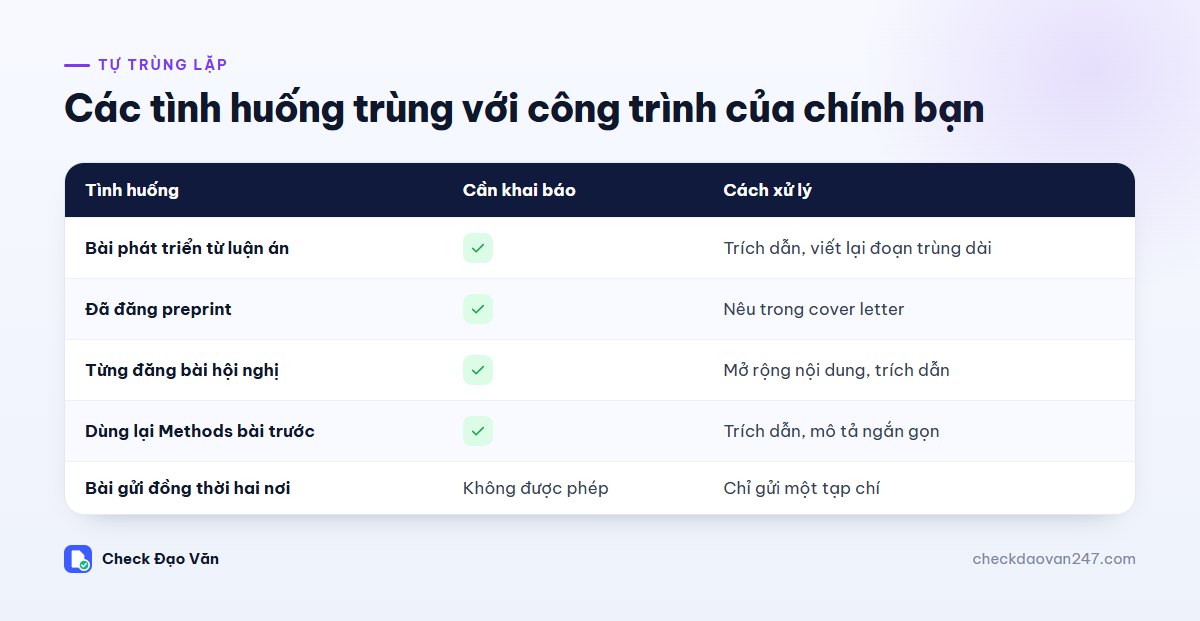 TỰ TRÙNG LẶP
Các tình huống trùng với công trình của chính bạn
Tình huống Cần khai báo Cách xử lý
Bài phát triển từ luận án Trích dẫn, viết lại đoạn trùng dài
Đã đăng preprint Nêu trong cover letter
Từng đăng bài hội nghị Mở rộng nội dung, trích dẫn
Dùng lại Methods bài trước Trích dẫn, mô tả ngắn gọn
Bài gửi đồng thời hai nơi Không được phép Chỉ gửi một tạp chí
Check Đạo Văn checkdaovan247.com